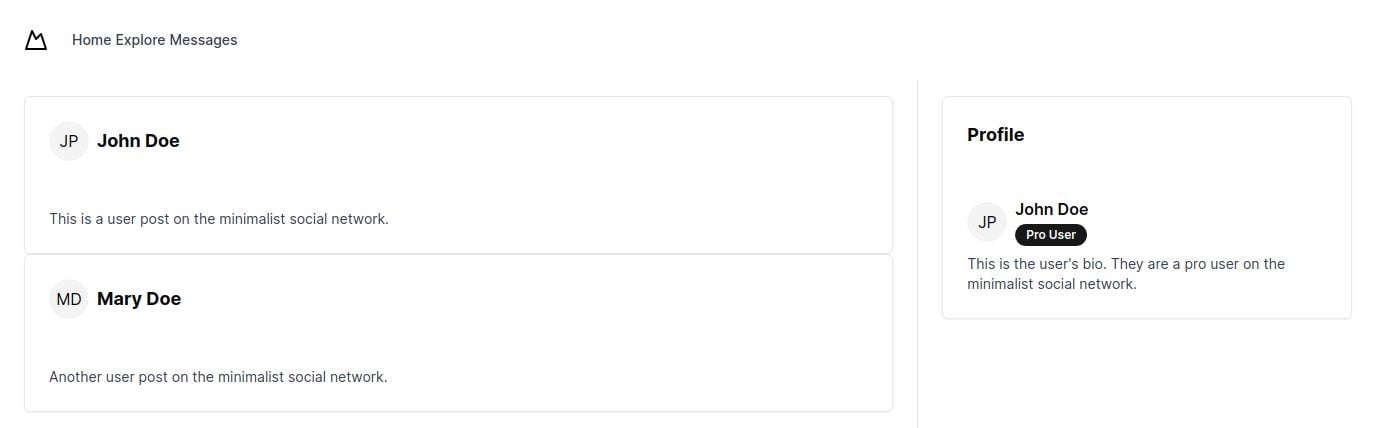 Home Explore Messages
JP John Doe
This is a user post on the minimalist social network.
MD Mary Doe
Another user post on the minimalist social network.
Profile
JP John Doe
Pro User
This is the user's bio. They are a pro user on the
minimalist social network.